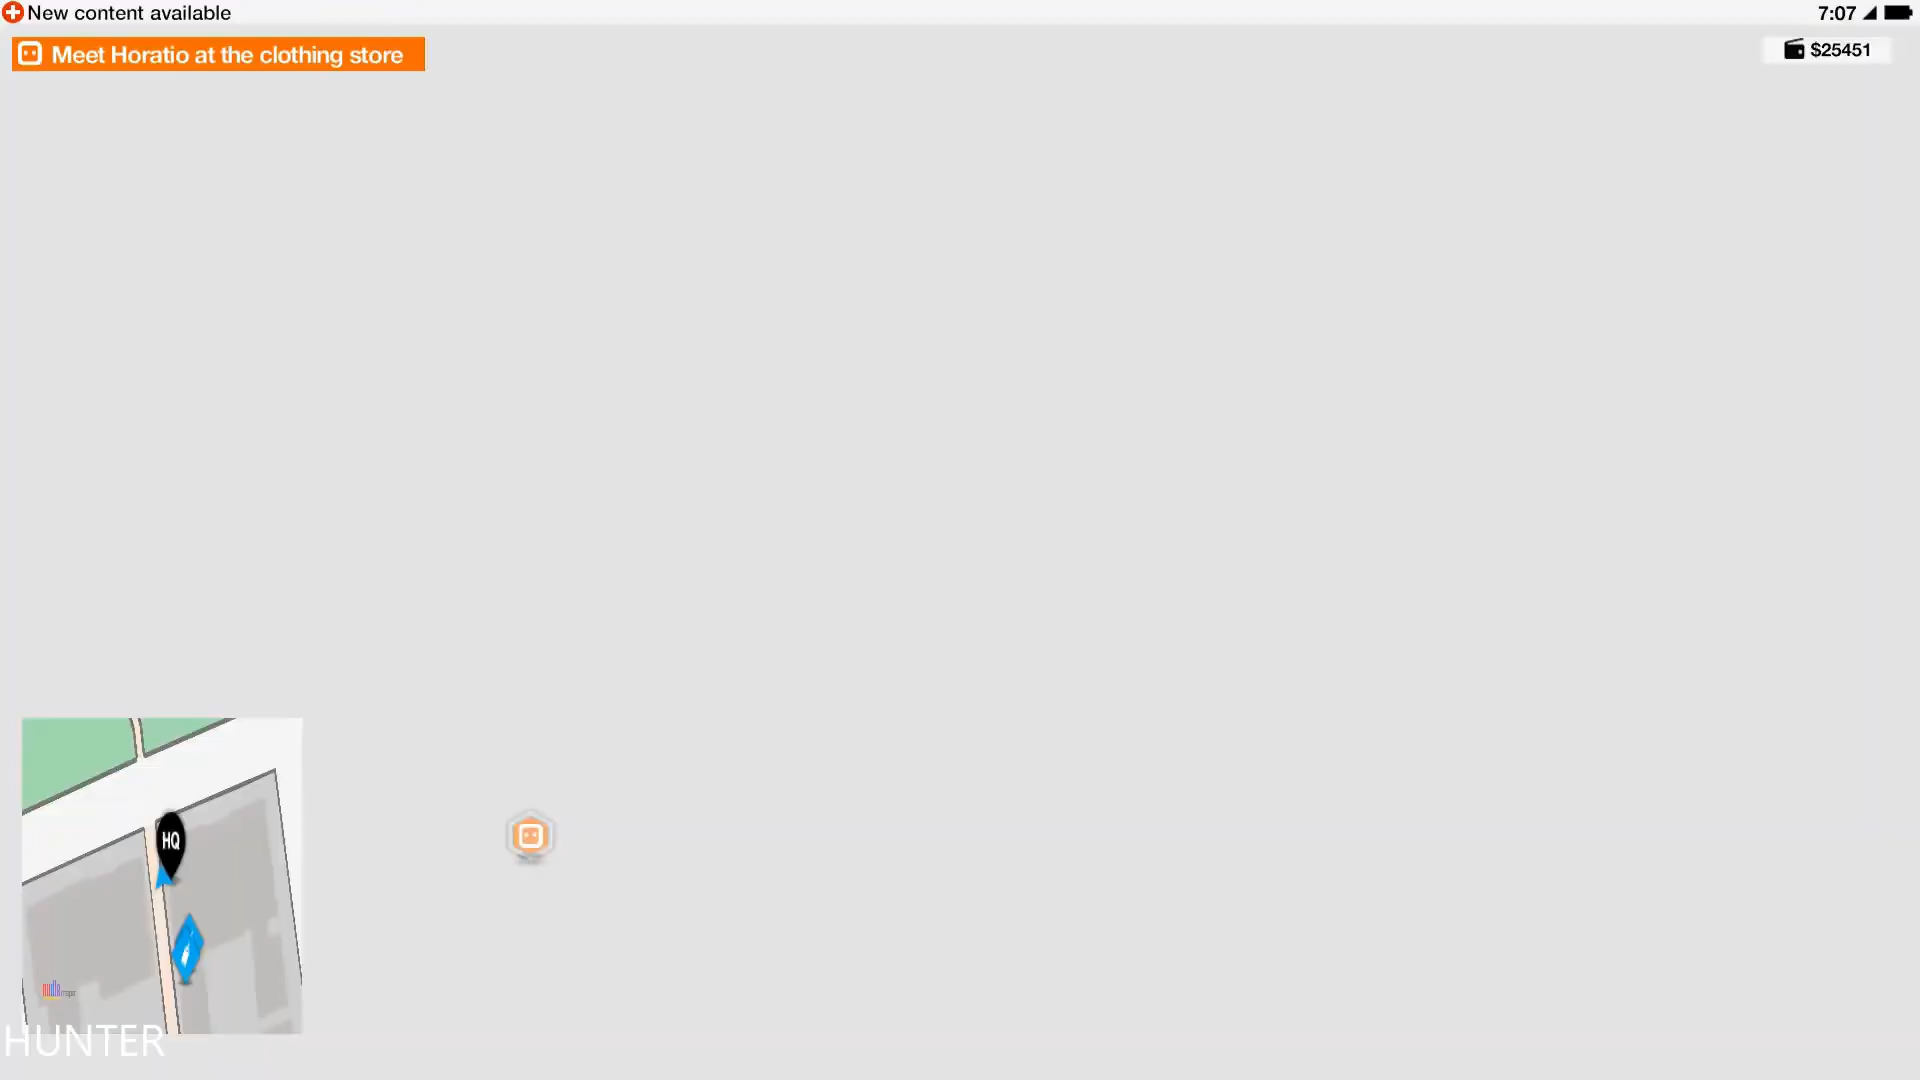 New content available
7:07
Meet Horatio at the clothing store
$25451
HQ
HUNTER